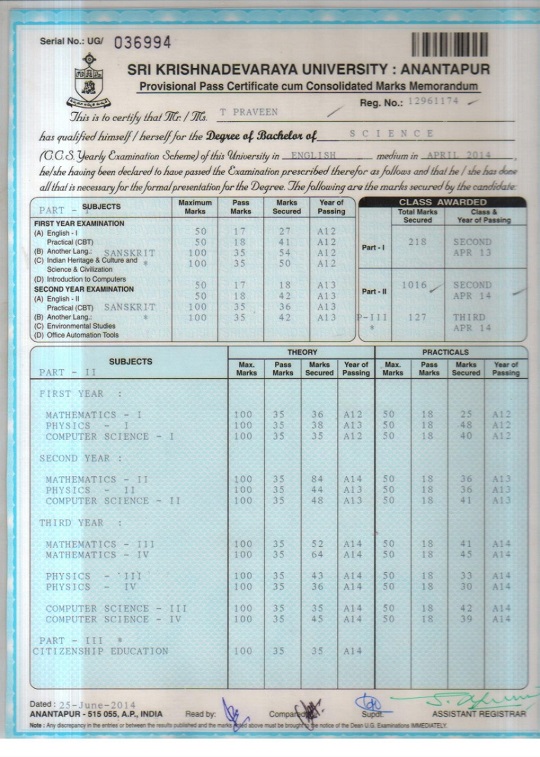 Serial No.: UG/ 036994
SRI KRISHNADEVARAYA UNIVERSITY : ANANTAPUR
Provisional Pass Certificate cum Consolidated Marks Memorandum
Reg. No.: 12961174
This is to certify that Mr. / Ms. T PRAVEEN
has qualified himself / herself for the Degree of Bachelor of SCIENCE
(C.C.S. Yearly Examination Scheme) of this University in ENGLISH medium in APRIL 2014
he/she having been declared to have passed the Examination prescribed therefor as follows and that he / she has done
all that is necessary for the formal presentation for the Degree. The following are the marks secured by the candidate:
PART - I SUBJECTS Maximum Marks Pass Marks Marks Secured Year of Passing
FIRST YEAR EXAMINATION
(A) English - I 50 17 27 A12
Practical (CBT) 50 18 41 A12
(B) Another Lang.: SANSKRIT 100 35 54 A12
(C) Indian Heritage & Culture and * 100 35 50 A12
Science & Civilization
(D) Introduction to Computers
SECOND YEAR EXAMINATION
(A) English - II 50 17 18 A13
Practical (CBT) 50 18 42 A13
(B) Another Lang.: SANSKRIT 100 35 36 A13
(C) Environmental Studies * 100 35 42 A13
(D) Office Automation Tools
CLASS AWARDED
Total Marks Secured Class & Year of Passing
Part - I 218 SECOND APR 13
Part - II 1016 SECOND APR 14
P-III * 127 THIRD APR 14
PART - II SUBJECTS
THEORY PRACTICALS
Max. Marks Pass Marks Marks Secured Year of Passing Max. Marks Pass Marks Marks Secured Year of Passing
FIRST YEAR :
MATHEMATICS - I 100 35 36 A12 50 18 25 A12
PHYSICS - I 100 35 38 A13 50 18 48 A12
COMPUTER SCIENCE - I 100 35 35 A12 50 18 40 A12
SECOND YEAR :
MATHEMATICS - II 100 35 84 A14 50 18 36 A13
PHYSICS - II 100 35 44 A13 50 18 36 A13
COMPUTER SCIENCE - II 100 35 48 A13 50 18 41 A13
THIRD YEAR :
MATHEMATICS - III 100 35 52 A14 50 18 41 A14
MATHEMATICS - IV 100 35 64 A14 50 18 45 A14
PHYSICS - III 100 35 43 A14 50 18 33 A14
PHYSICS - IV 100 35 36 A14 50 18 30 A14
COMPUTER SCIENCE - III 100 35 35 A14 50 18 42 A14
COMPUTER SCIENCE - IV 100 35 45 A14 50 18 39 A14
PART - III *
CITIZENSHIP EDUCATION 100 35 35 A14
Dated : 25-June-2014
ANANTAPUR - 515 055, A.P., INDIA Read by: Compared Supdt. ASSISTANT REGISTRAR
Note : Any discrepancy in the entries or between the results published and the marks noted above must be brought to the notice of the Dean U.G. Examinations IMMEDIATELY.